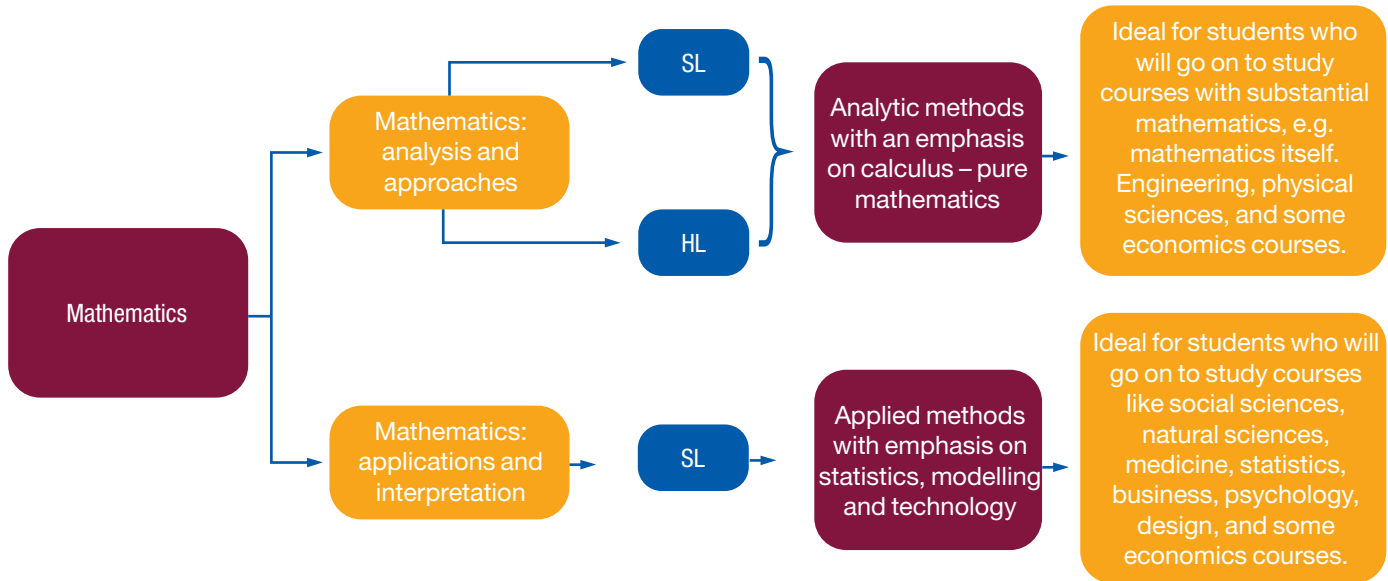 Mathematics
Mathematics:
analysis and
approaches
SL
HL
Analytic methods
with an emphasis
on calculus – pure
mathematics
Ideal for students who
will go on to study
courses with substantial
mathematics, e.g.
mathematics itself.
Engineering, physical
sciences, and some
economics courses.
Mathematics:
applications and
interpretation
SL
Applied methods
with emphasis on
statistics, modelling
and technology
Ideal for students who will
go on to study courses
like social sciences,
natural sciences,
medicine, statistics,
business, psychology,
design, and some
economics courses.